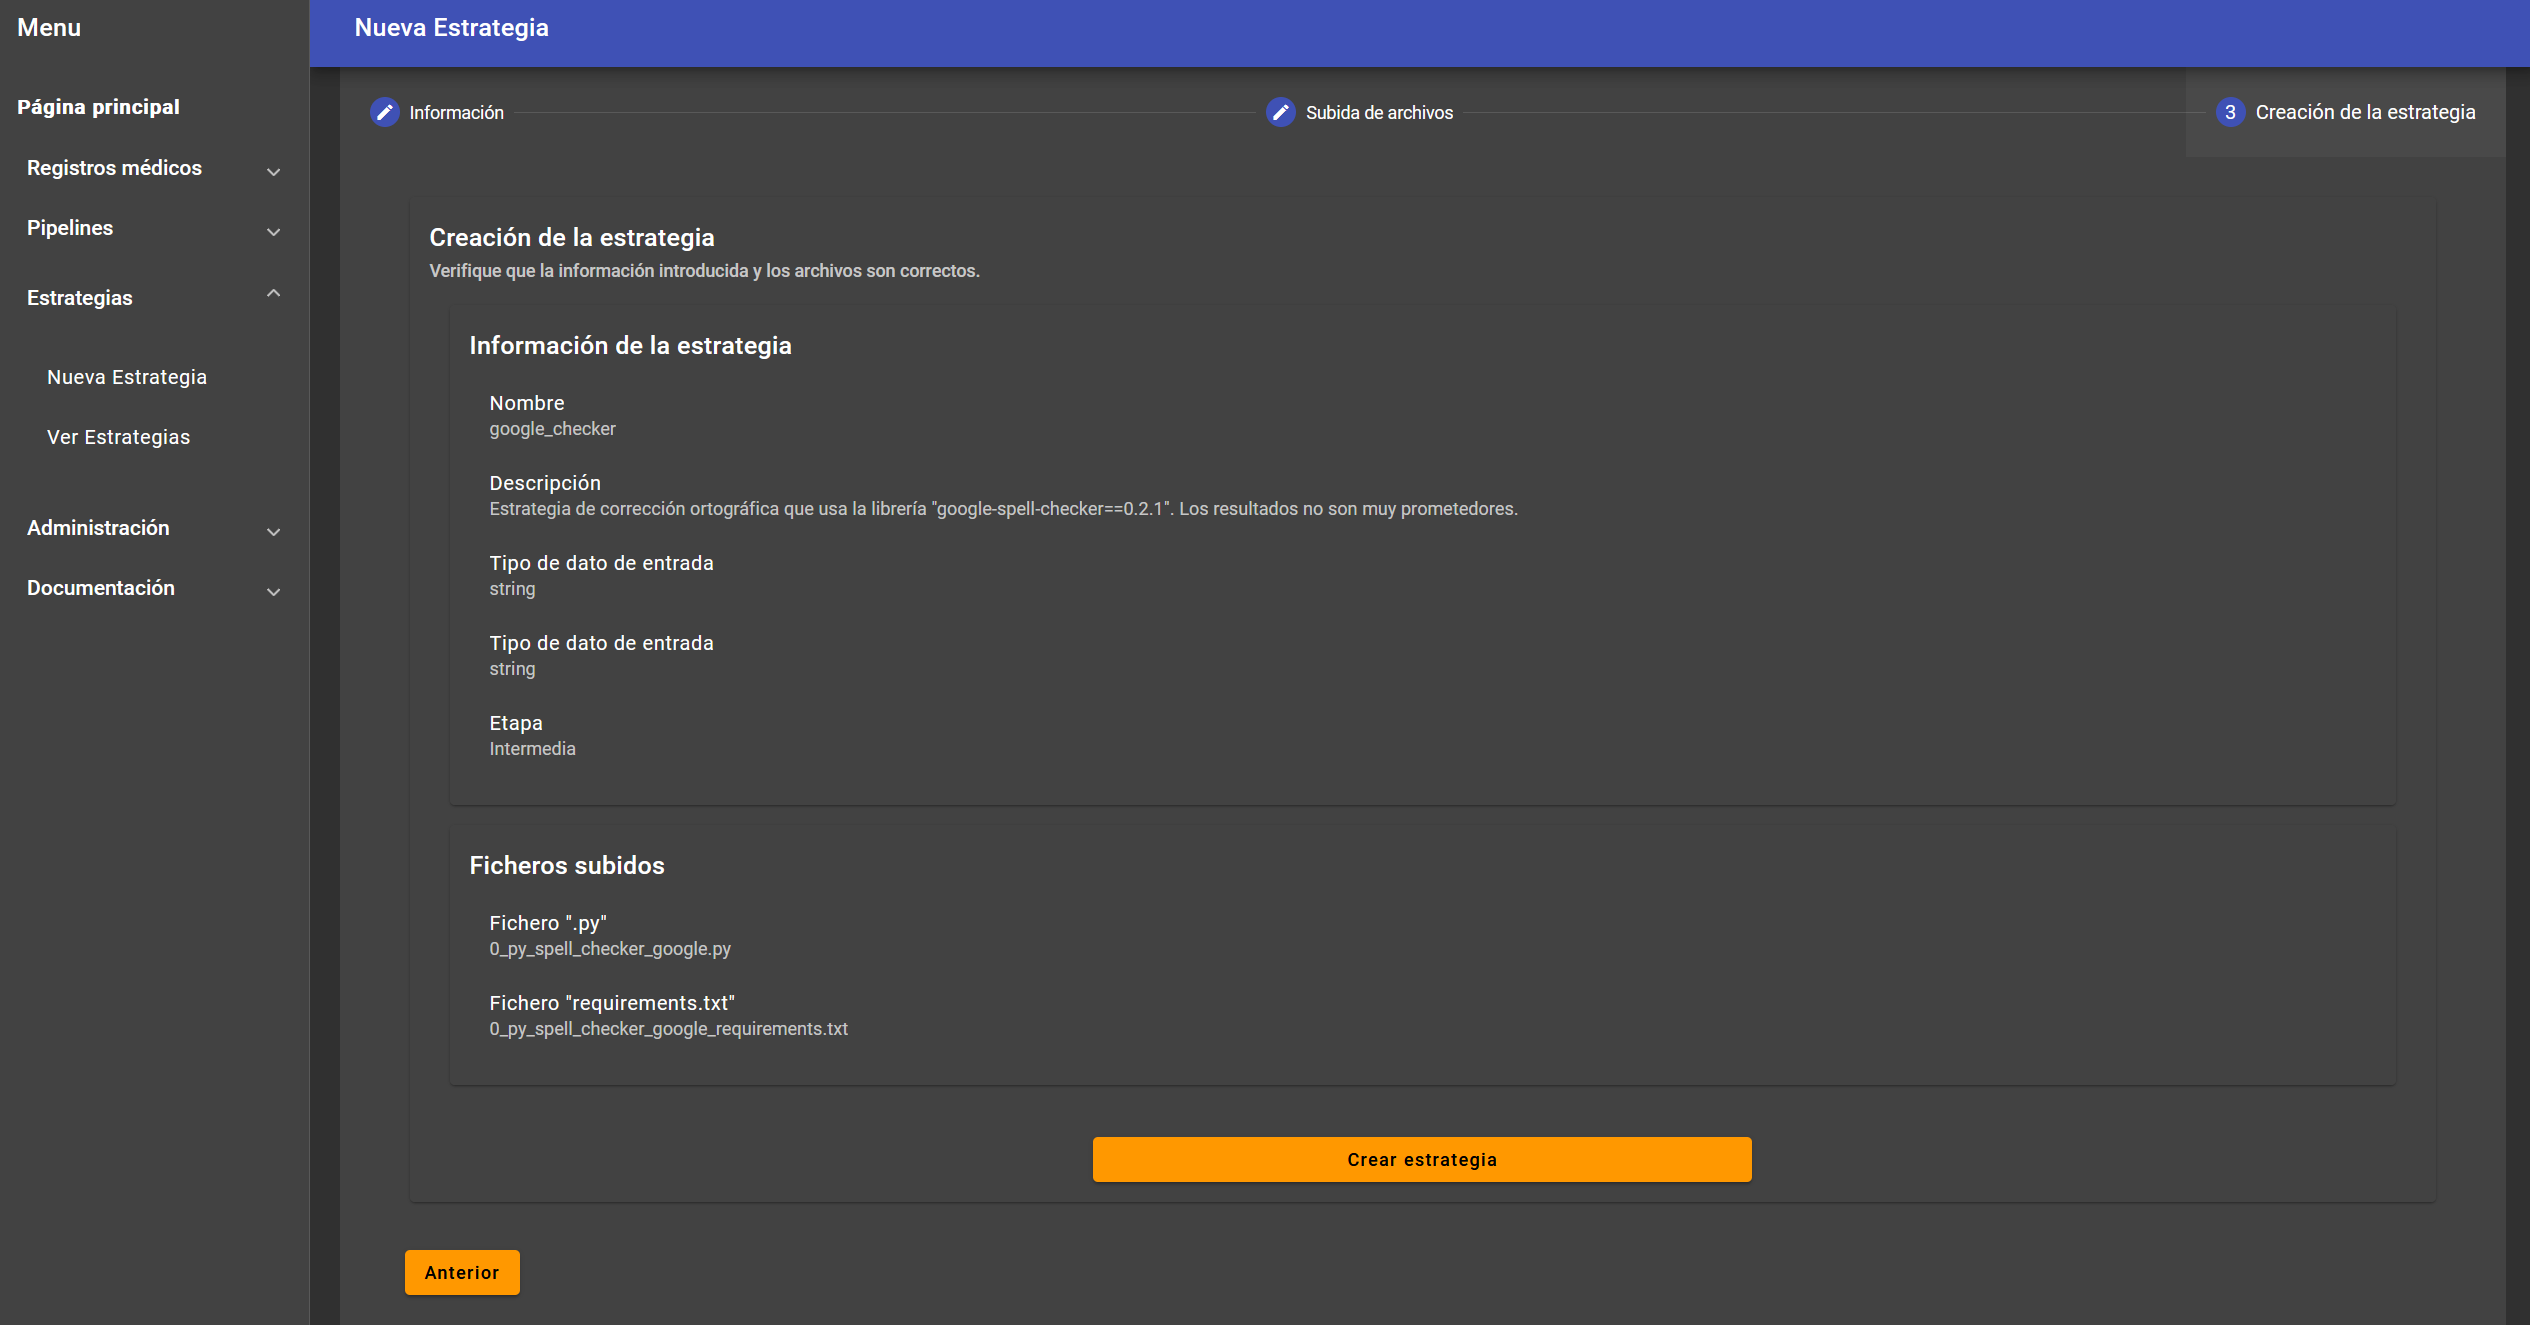 Menu
Nueva Estrategia
Página principal
Registros médicos
Pipelines
Estrategias
Nueva Estrategia
Ver Estrategias
Administración
Documentación
Información
Subida de archivos
3 Creación de la estrategia
Creación de la estrategia
Verifique que la información introducida y los archivos son correctos.
Información de la estrategia
Nombre
google_checker
Descripción
Estrategia de corrección ortográfica que usa la librería "google-spell-checker==0.2.1". Los resultados no son muy prometedores.
Tipo de dato de entrada
string
Tipo de dato de entrada
string
Etapa
Intermedia
Ficheros subidos
Fichero ".py"
0_py_spell_checker_google.py
Fichero "requirements.txt"
0_py_spell_checker_google_requirements.txt
Crear estrategia
Anterior